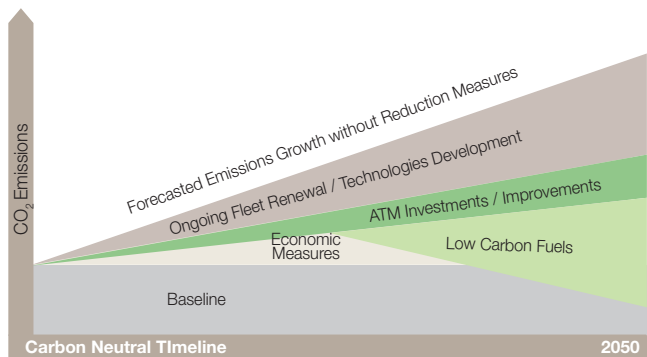 CO2 Emissions
Forecasted Emissions Growth without Reduction Measures
Ongoing Fleet Renewal / Technologies Development
ATM Investments / Improvements
Economic
Measures
Low Carbon Fuels
Baseline
Carbon Neutral TImeline
2050